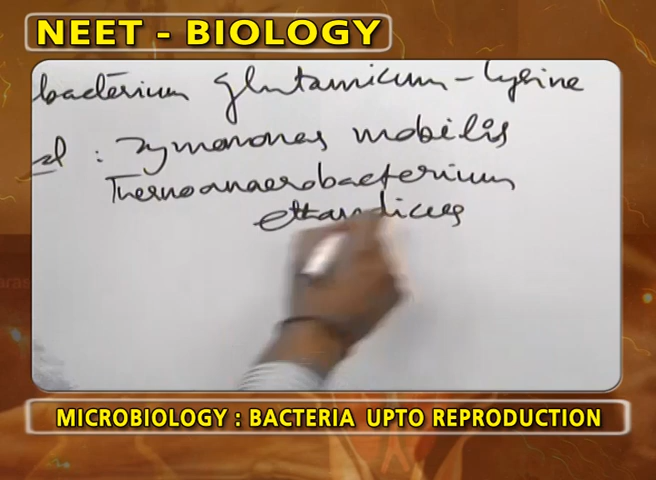 NEET - BIOLOGY
bacterium glutamicum - Lysine
: Zymomonas mobilis
Thermoanaerobacterium
ethanolicus
MICROBIOLOGY : BACTERIA UPTO REPRODUCTION